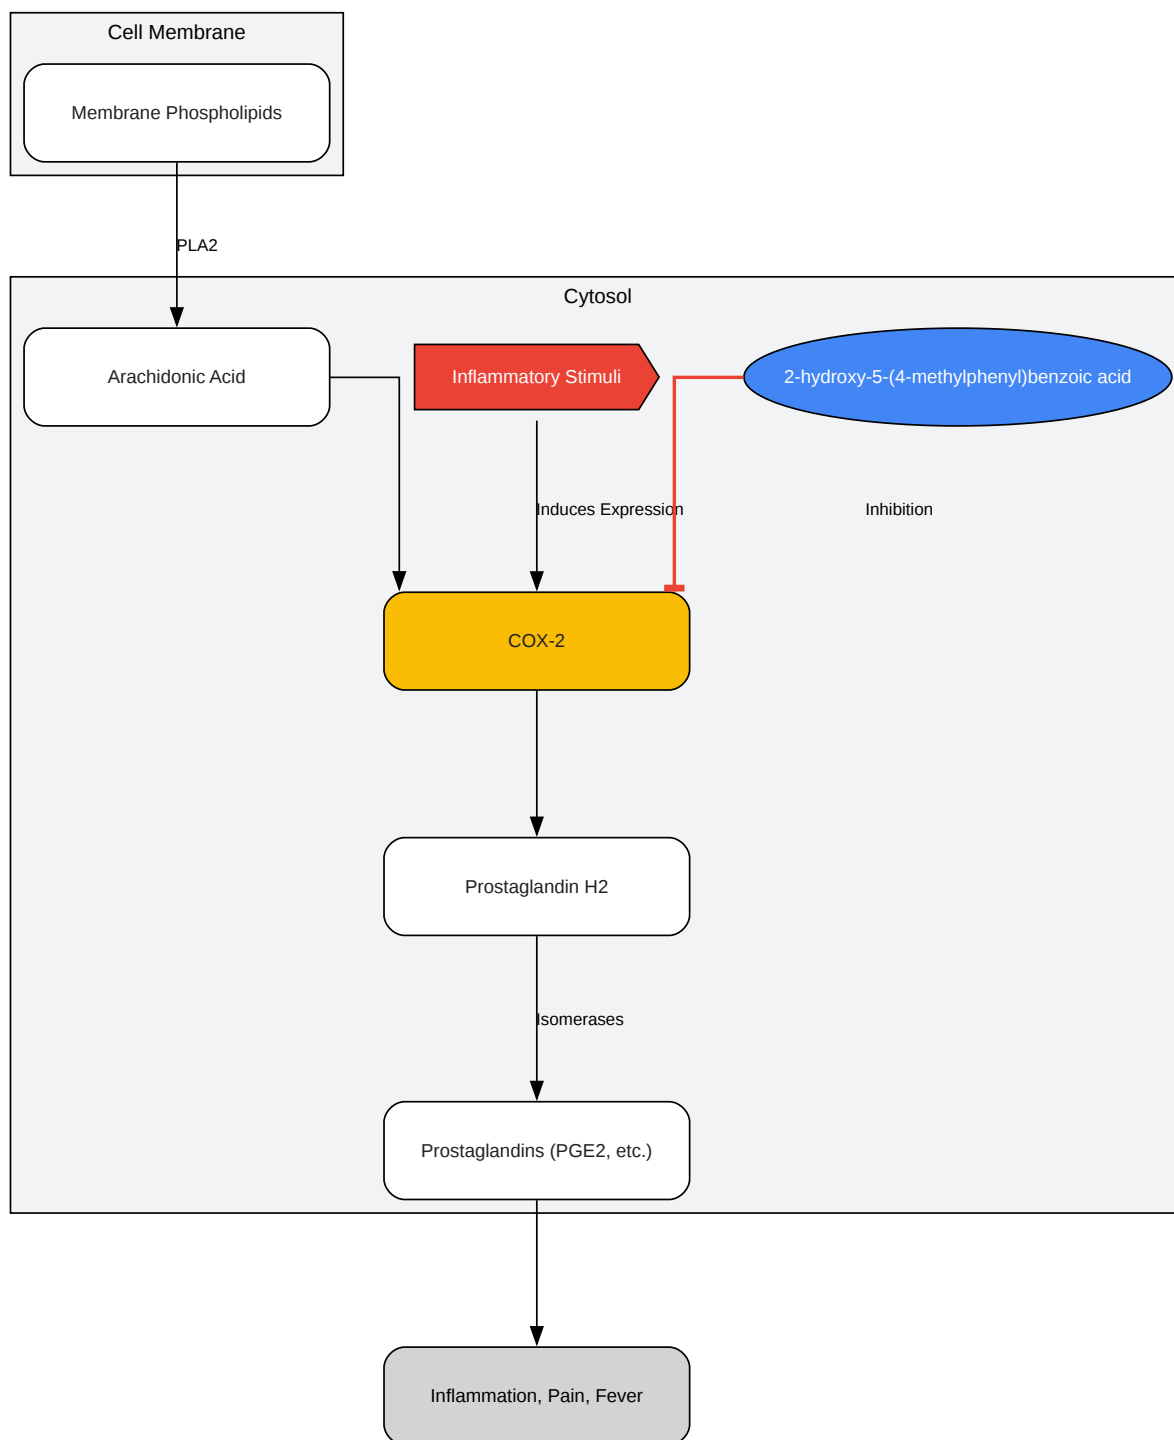 Cell Membrane
Membrane Phospholipids
PLA2
Cytosol
Arachidonic Acid
Inflammatory Stimuli
2-hydroxy-5-(4-methylphenyl)benzoic acid
Induces Expression
Inhibition
COX-2
Prostaglandin H2
Isomerases
Prostaglandins (PGE2, etc.)
Inflammation, Pain, Fever